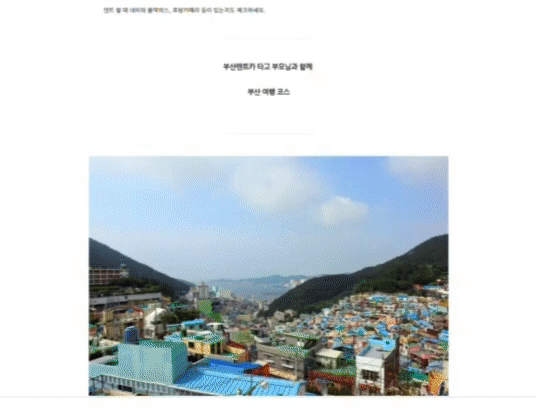 렌트 할 때 네비와 블랙박스, 후방카메라 등이 있는지도 체크하세요.
부산렌트카 타고 부모님과 함께
부산 여행 코스